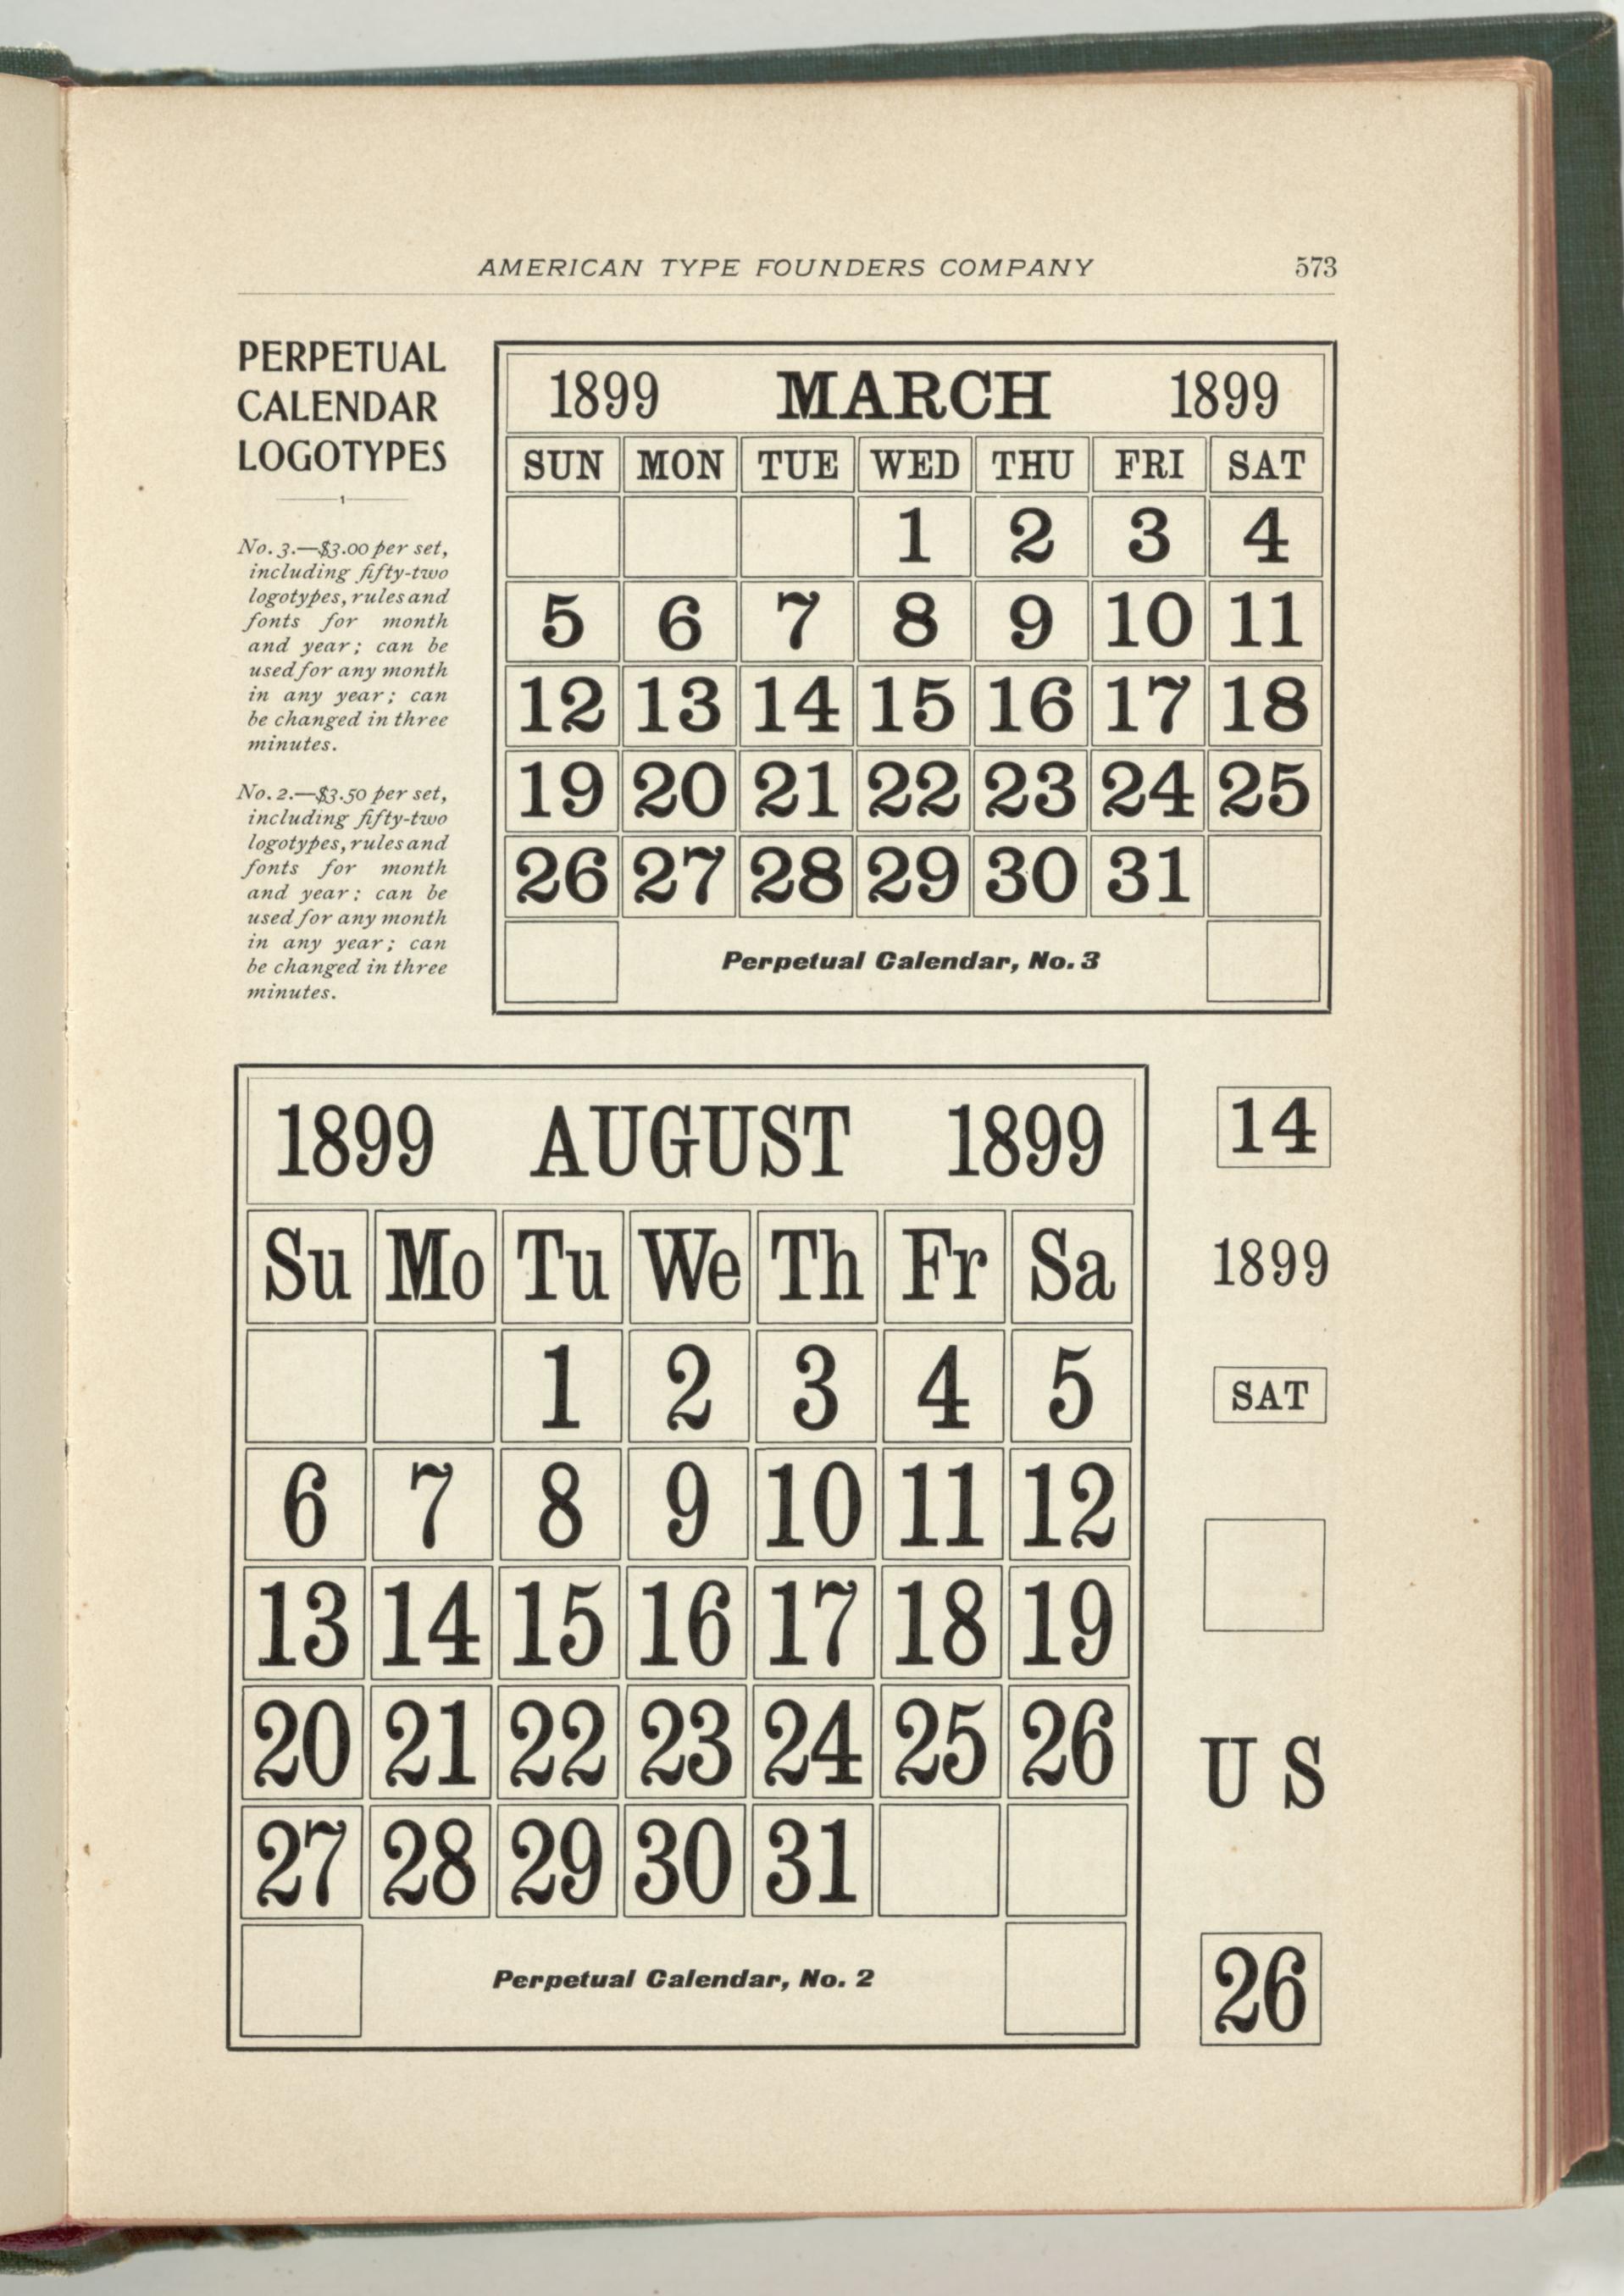 AMERICAN TYPE FOUNDERS COMPANY 573
PERPETUAL
CALENDAR
LOGOTYPES
No. 3.—$3.00 per set,
including fifty-two
logotypes, rules and
fonts for month
and year; can be
used for any month
in any year; can
be changed in three
minutes.
No. 2.—$3.50 per set,
including fifty-two
logotypes, rules and
fonts for month
and year: can be
used for any month
in any year; can
be changed in three
minutes.
1899 MARCH 1899
SUN MON TUE WED THU FRI SAT
1 2 3 4
5 6 7 8 9 10 11
12 13 14 15 16 17 18
19 20 21 22 23 24 25
26 27 28 29 30 31
Perpetual Calendar, No. 3
1899 AUGUST 1899
Su Mo Tu We Th Fr Sa
1 2 3 4 5
6 7 8 9 10 11 12
13 14 15 16 17 18 19
20 21 22 23 24 25 26
27 28 29 30 31
Perpetual Calendar, No. 2
14
1899
SAT
U S
26